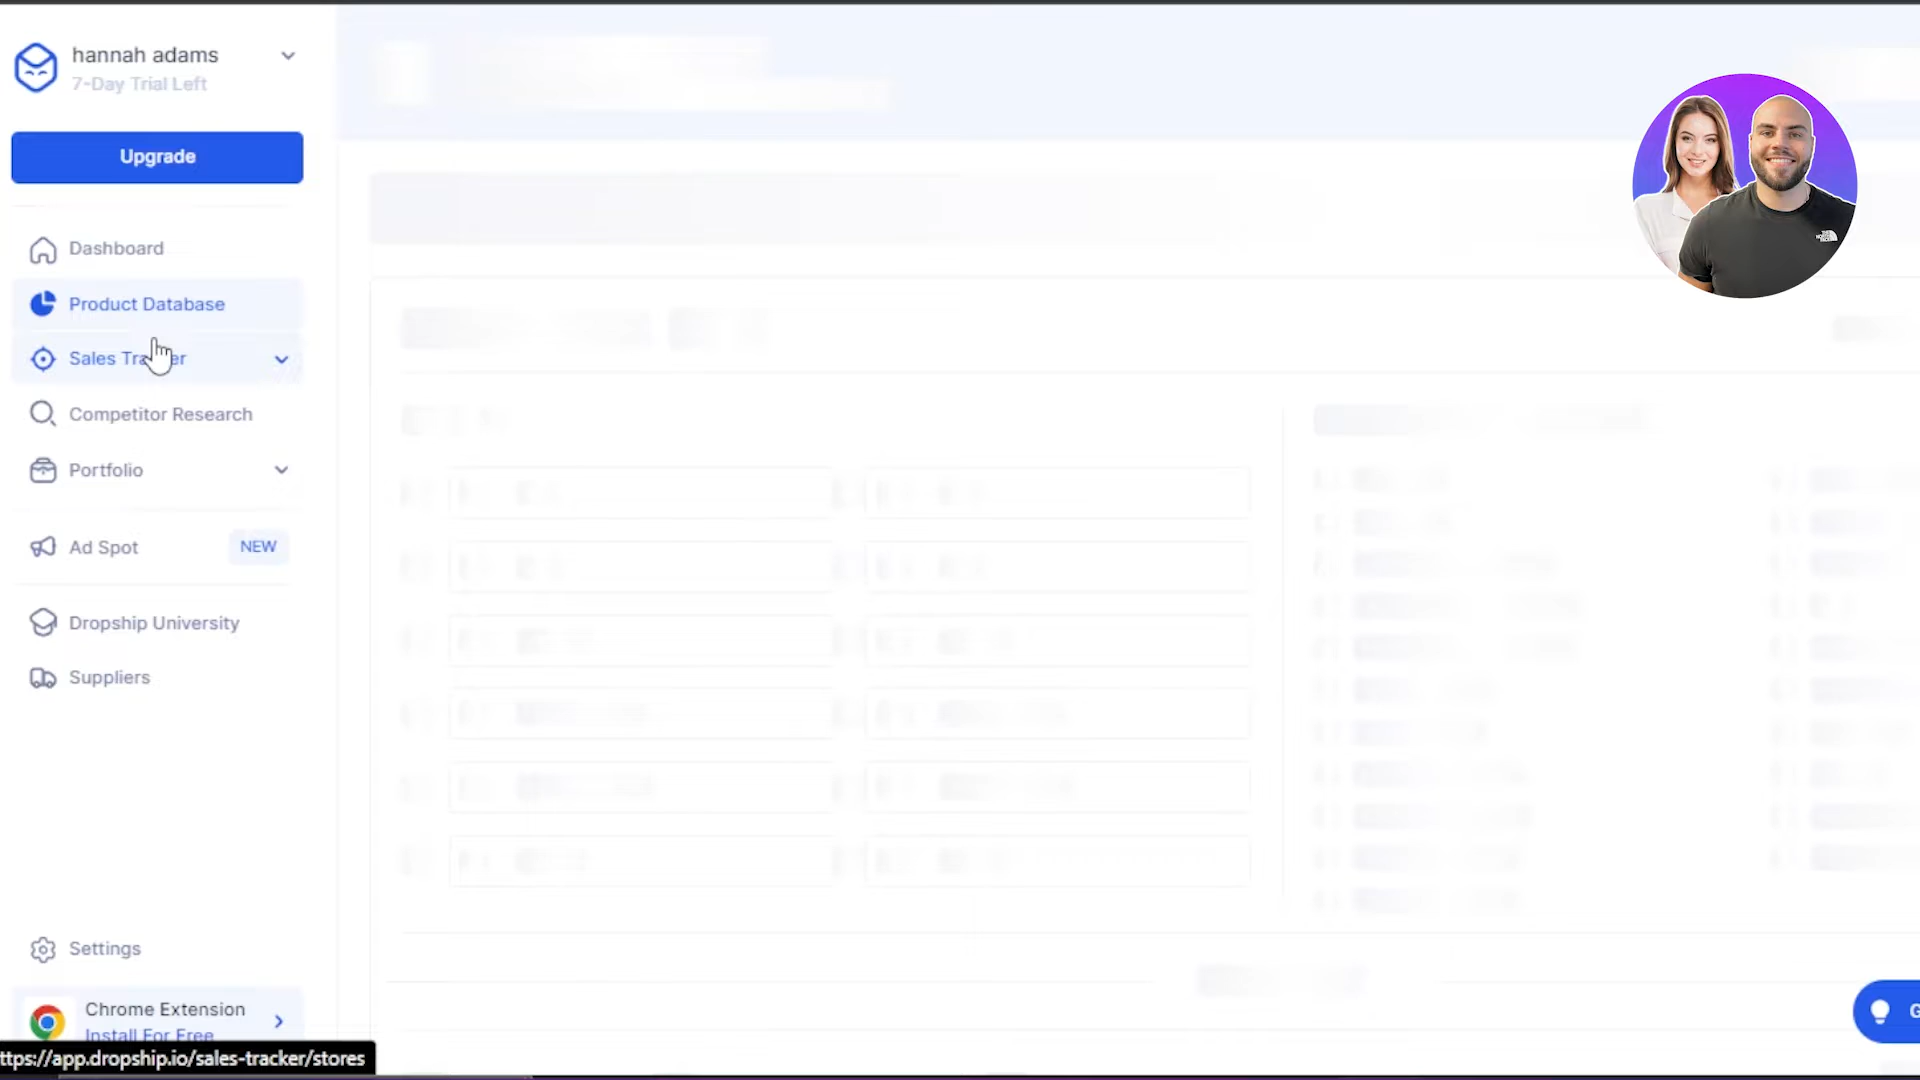 hannah adams
7-Day Trial Left
Upgrade
Dashboard
Product Database
Sales Tracker
Competitor Research
Portfolio
Ad Spot
NEW
Dropship University
Suppliers
Settings
Chrome Extension
Install For Free
ttps://app.dropship.io/sales-tracker/stores